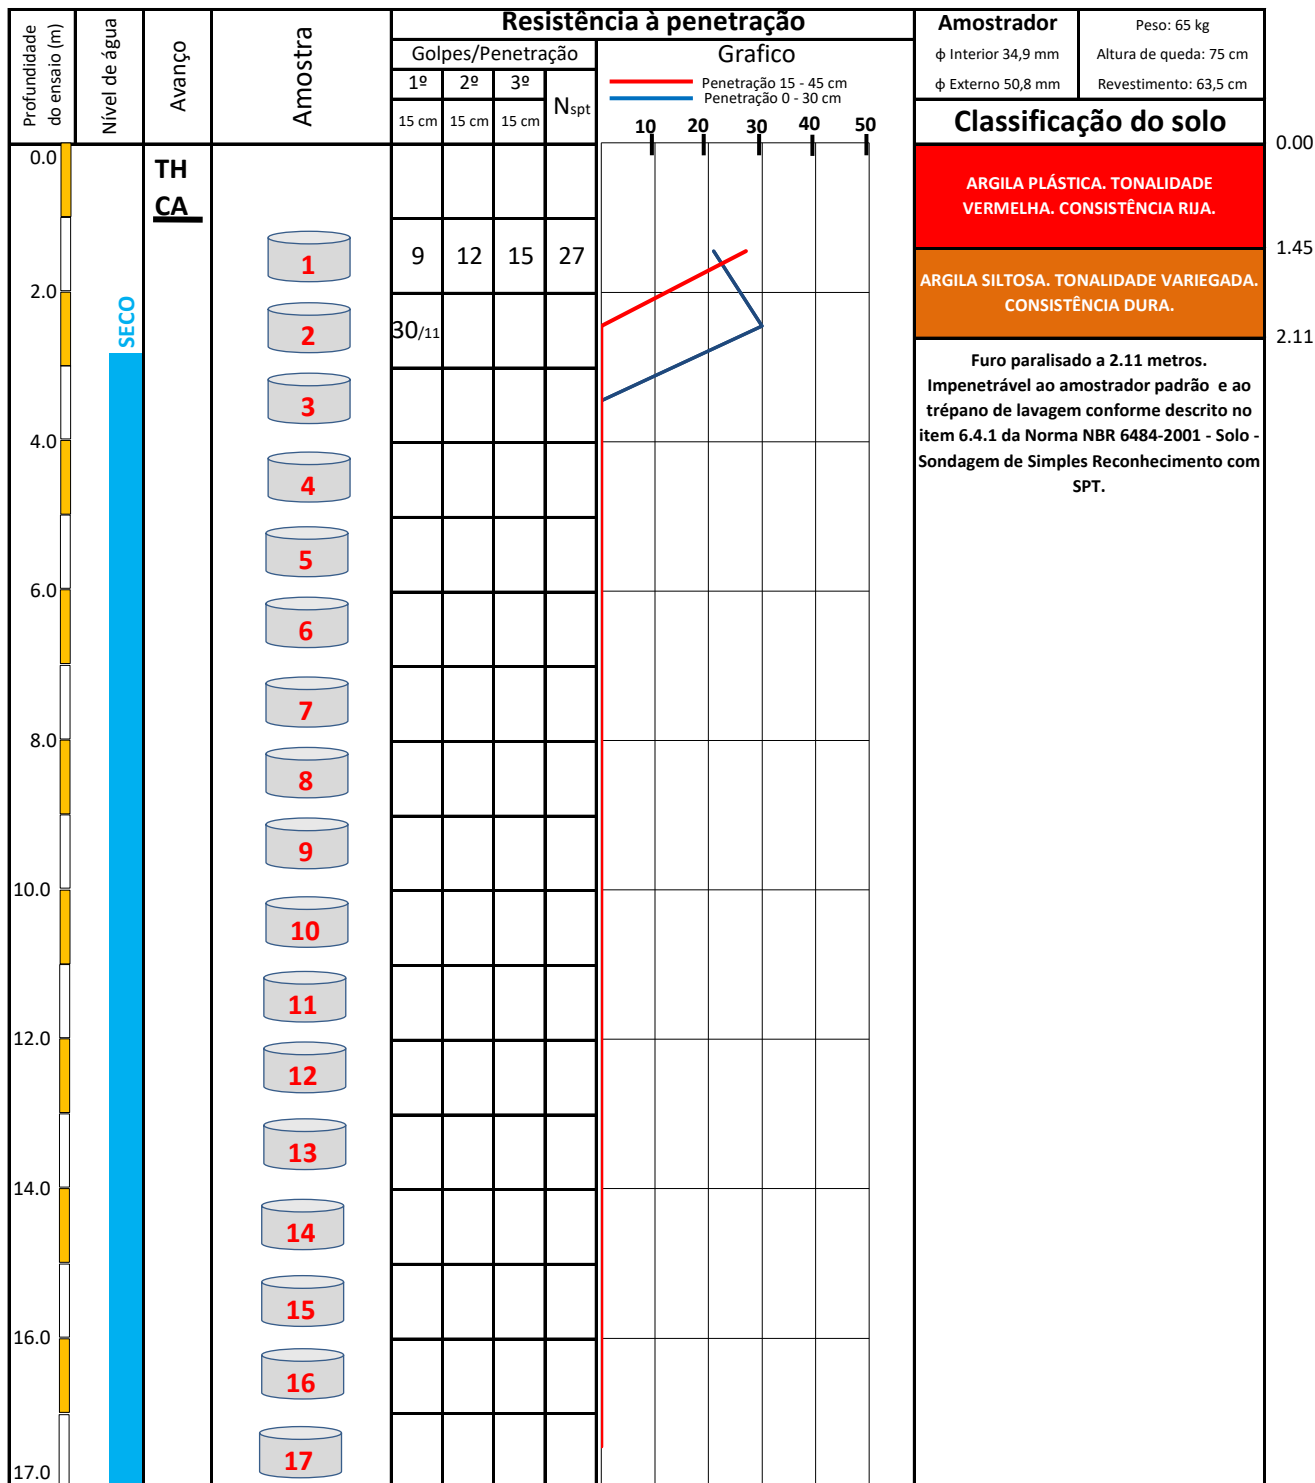 Profundidade
do ensaio (m)
Nível de água
Avanço
Amostra
Resistência à penetração
Golpes/Penetração
1º 2º 3º
Nspt
15 cm 15 cm 15 cm
Grafico
Penetração 15 - 45 cm
Penetração 0 - 30 cm
10 20 30 40 50
Amostrador
ф Interior 34,9 mm
ф Externo 50,8 mm
Peso: 65 kg
Altura de queda: 75 cm
Revestimento: 63,5 cm
Classificação do solo
0.00
0.0
TH
CA
ARGILA PLÁSTICA. TONALIDADE
VERMELHA. CONSISTÊNCIA RIJA.
1 9 12 15 27
1.45
2.0
SECO
ARGILA SILTOSA. TONALIDADE VARIEGADA.
CONSISTÊNCIA DURA.
2 30/11
2.11
Furo paralisado a 2.11 metros.
Impenetrável ao amostrador padrão e ao
trépano de lavagem conforme descrito no
item 6.4.1 da Norma NBR 6484-2001 - Solo -
Sondagem de Simples Reconhecimento com
SPT.
3
4.0
4
5
6.0
6
7
8.0
8
9
10.0
10
11
12.0
12
13
14.0
14
15
16.0
16
17
17.0